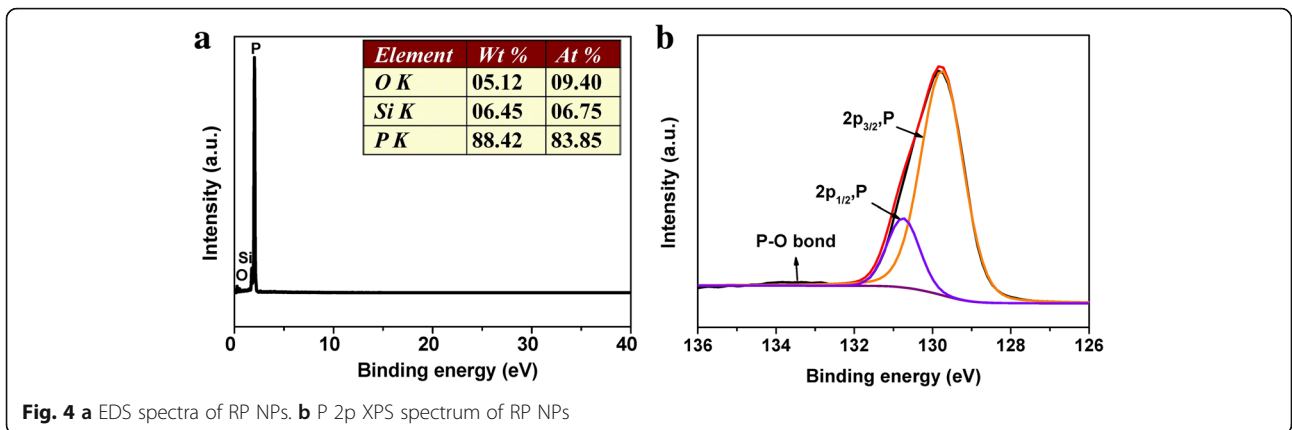 a
P
Si
O
Element Wt % At %
O K 05.12 09.40
Si K 06.45 06.75
P K 88.42 83.85
Intensity (a.u.)
0 10 20 30 40
Binding energy (eV)
b
2p3/2,P
2p1/2,P
P-O bond
Intensity (a.u.)
136 134 132 130 128 126
Binding energy (eV)
Fig. 4 a EDS spectra of RP NPs. b P 2p XPS spectrum of RP NPs